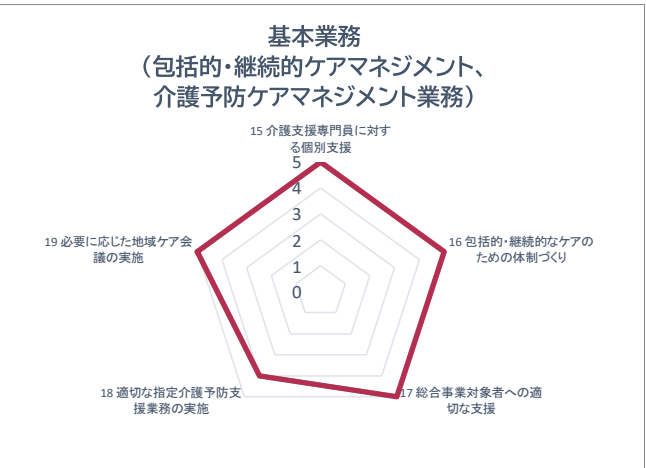 基本業務
（包括的・継続的ケアマネジメント、
介護予防ケアマネジメント業務）
15 介護支援専門員に対す
る個別支援
5
4
3
2
1
0
16 包括的・継続的なケアの
ための体制づくり
17 総合事業対象者への適
切な支援
18 適切な指定介護予防支
援業務の実施
19 必要に応じた地域ケア会
議の実施